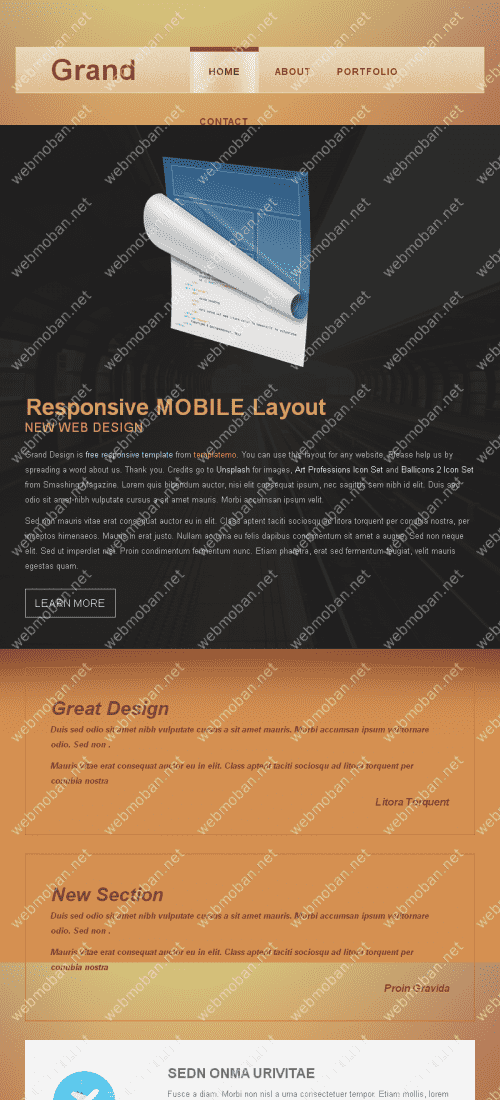 Grand
HOME ABOUT PORTFOLIO
CONTACT
Responsive MOBILE Layout
NEW WEB DESIGN
Grand Design is free responsive template from templatemo. You can use this layout for any website. Please help us by
spreading a word about us. Thank you. Credits go to Unsplash for images, Art Professions Icon Set and Ballicons 2 Icon Set
from Smashing Magazine. Lorem quis bibendum auctor, nisi elit consequat ipsum, nec sagittis sem nibh id elit. Duis sed
odio sit amet nibh vulputate cursus a sit amet mauris. Morbi accumsan ipsum velit.
Sed non mauris vitae erat consequat auctor eu in elit. Class aptent taciti sociosqu ad litora torquent per conubia nostra, per
inceptos himenaeos. Mauris in erat justo. Nullam ac urna eu felis dapibus condimentum sit amet a augue. Sed non neque
elit. Sed ut imperdiet nisi. Proin condimentum fermentum nunc. Etiam pharetra, erat sed fermentum feugiat, velit mauris
egestas quam.
LEARN MORE
Great Design
Duis sed odio sit amet nibh vulputate cursus a sit amet mauris. Morbi accumsan ipsum velitornare
odio. Sed non .
Mauris vitae erat consequat auctor eu in elit. Class aptent taciti sociosqu ad litora torquent per
conubia nostra
Litora Torquent
New Section
Duis sed odio sit amet nibh vulputate cursus a sit amet mauris. Morbi accumsan ipsum velitornare
odio. Sed non .
Mauris vitae erat consequat auctor eu in elit. Class aptent taciti sociosqu ad litora torquent per
conubia nostra
Proin Gravida
SEDN ONMA URIVITAE
Fusce a diam. Morbi non nisl a urna consectetuer tempor. Etiam mollis, lorem
webmoban.net